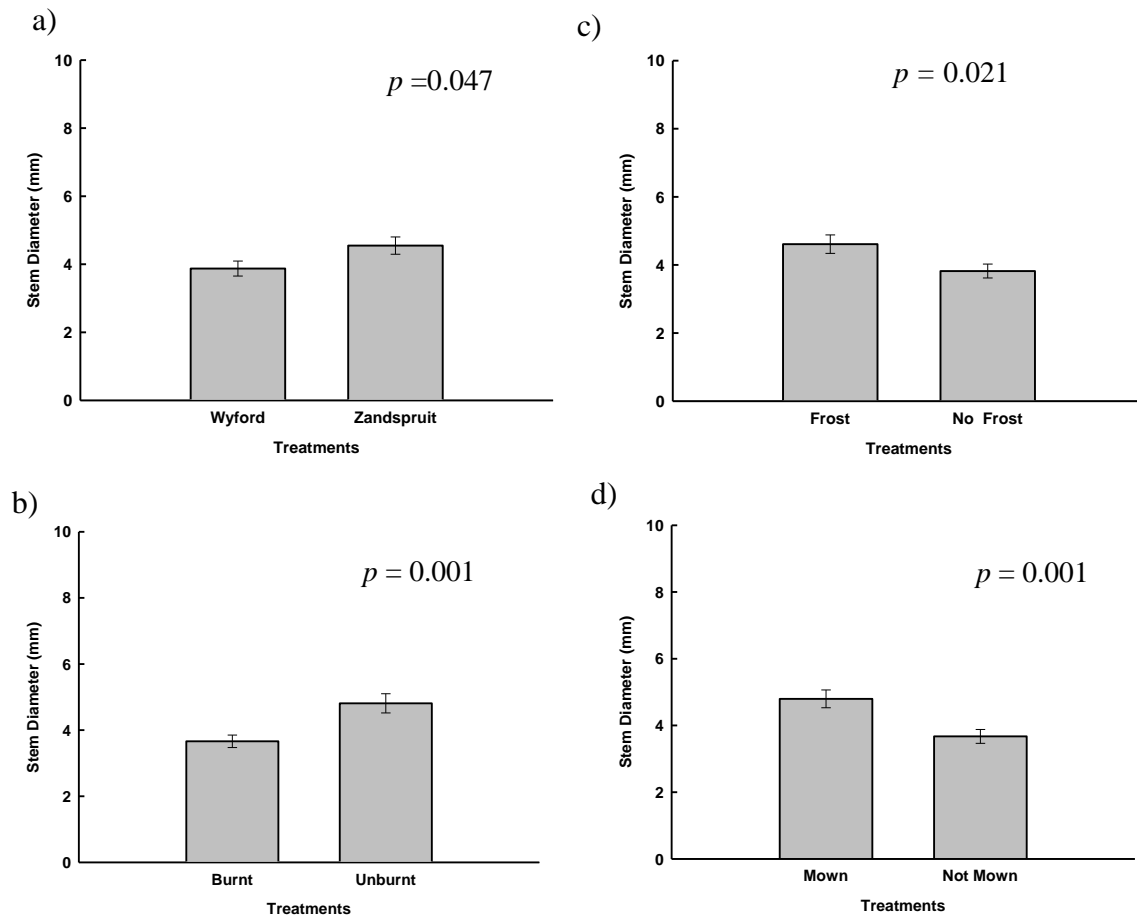 a)
p =0.047
10
8
6
4
2
0
Stem Diameter (mm)
Wyford Zandspruit
Treatments
c)
p = 0.021
10
8
6
4
2
0
Stem Diameter (mm)
Frost No Frost
Treatments
b)
p = 0.001
10
8
6
4
2
0
Stem Diameter (mm)
Burnt Unburnt
Treatments
d)
p = 0.001
10
8
6
4
2
0
Stem Diameter (mm)
Mown Not Mown
Treatments